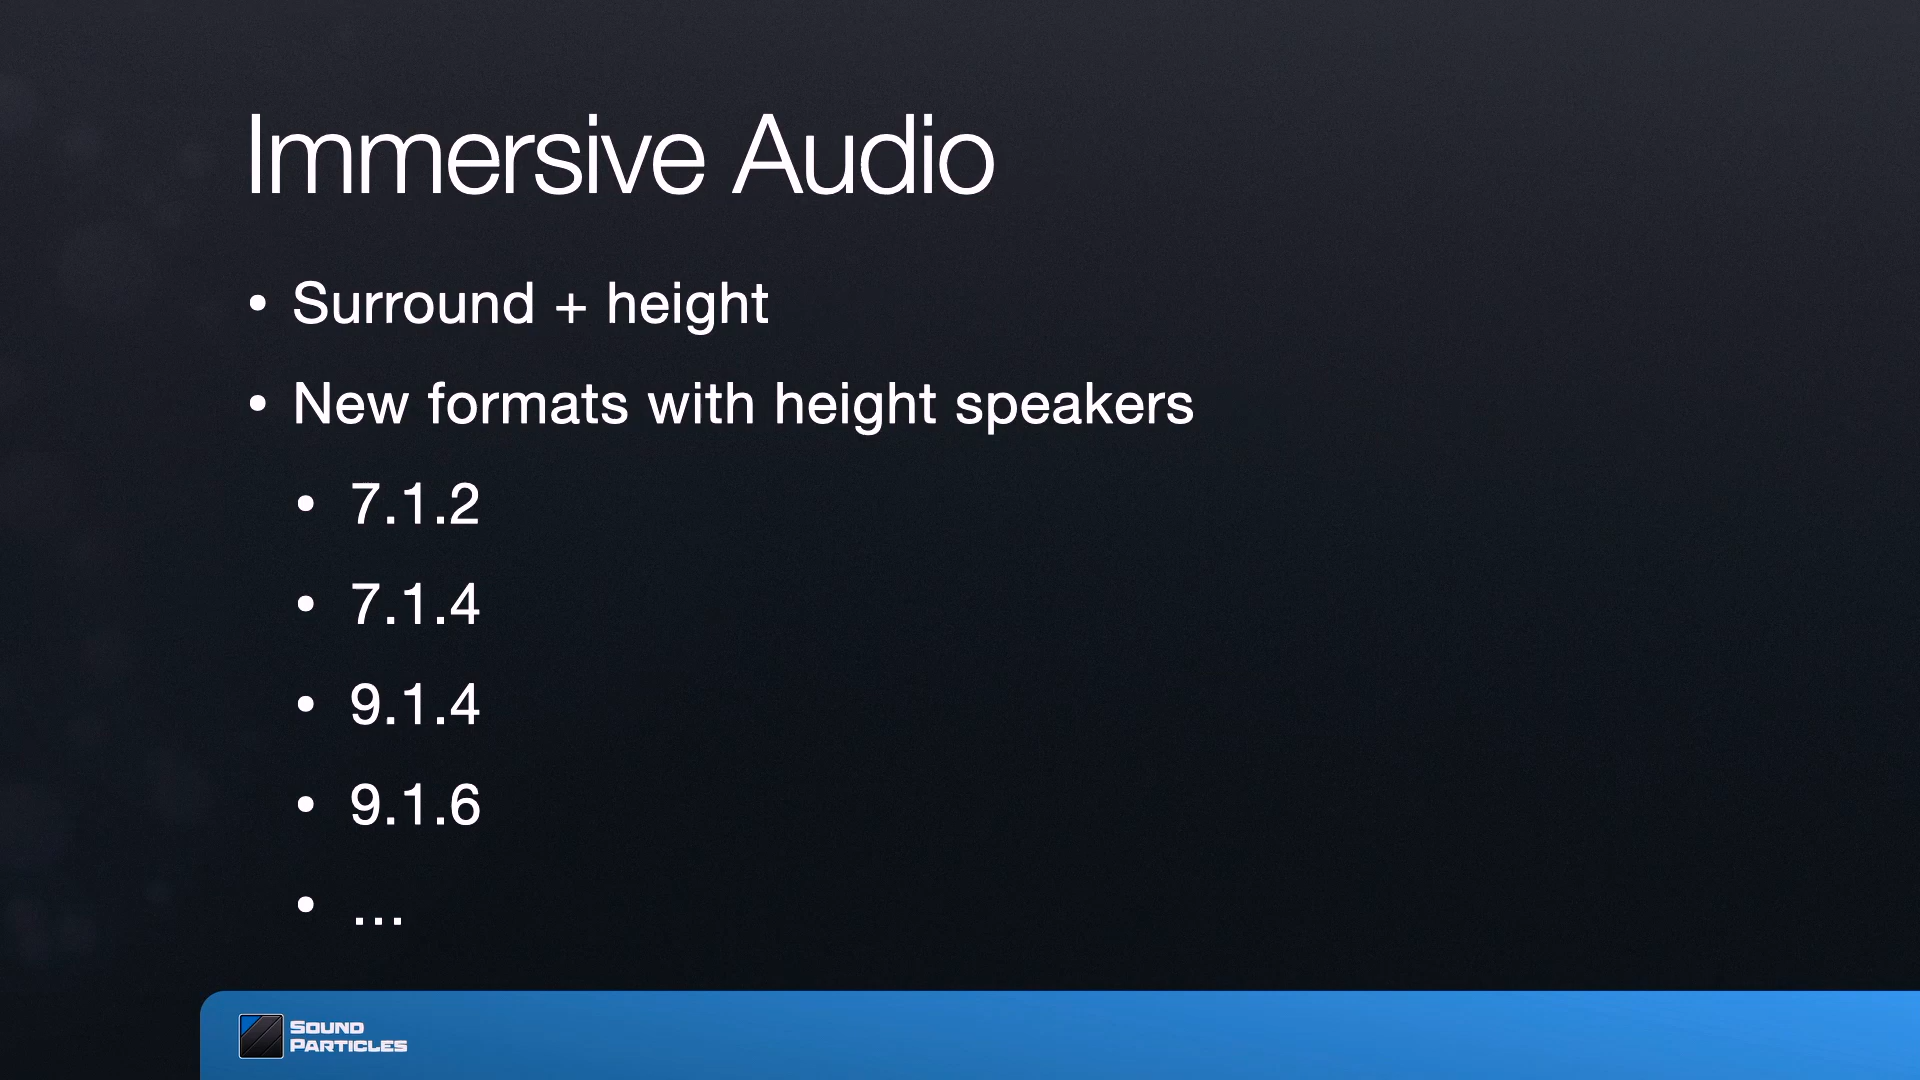 Immersive Audio
• Surround + height
• New formats with height speakers
• 7.1.2
• 7.1.4
• 9.1.4
• 9.1.6
• ...
SOUND
PARTICLES